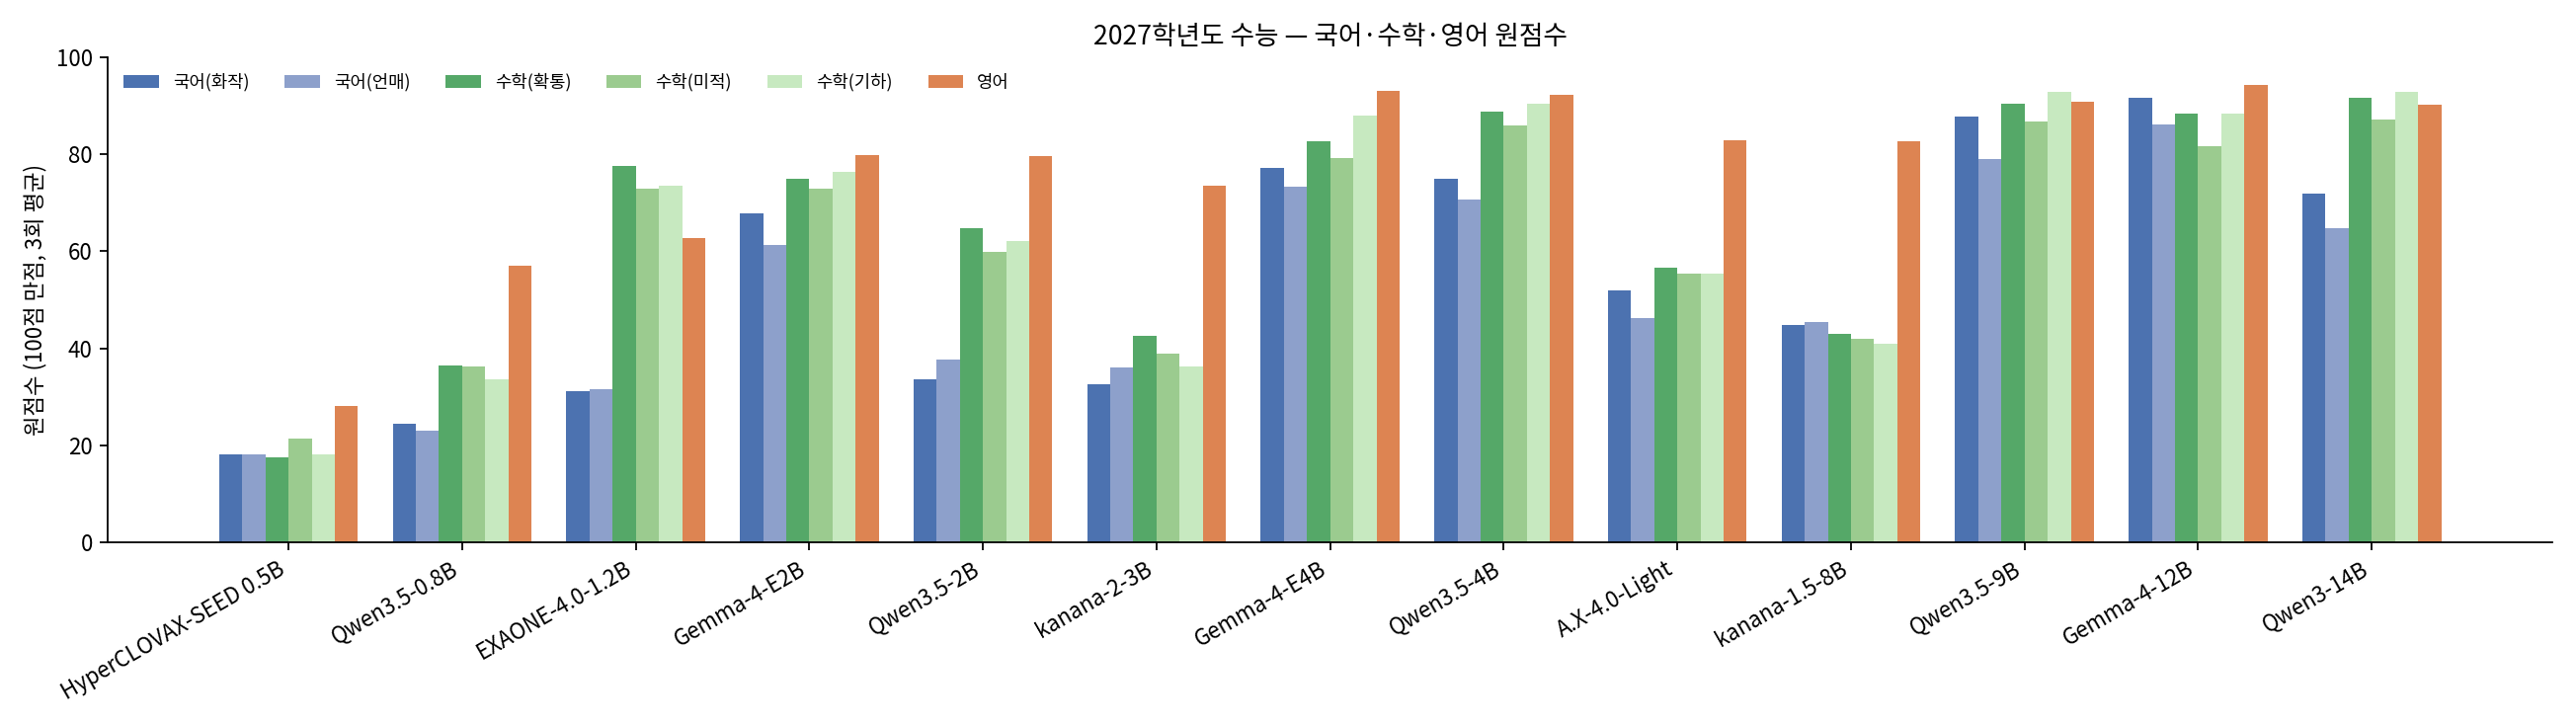 2027학년도 수능 — 국어·수학·영어 원점수
국어(화작) 국어(언매) 수학(확통) 수학(미적) 수학(기하) 영어
원점수 (100점 만점, 3회 평균)
100
80
60
40
20
0
HyperCLOVAX-SEED 0.5B
Qwen3.5-0.8B
EXAONE-4.0-1.2B
Gemma-4-E2B
Qwen3.5-2B
kanana-2-3B
Gemma-4-E4B
Qwen3.5-4B
A.X-4.0-Light
kanana-1.5-8B
Qwen3.5-9B
Gemma-4-12B
Qwen3-14B